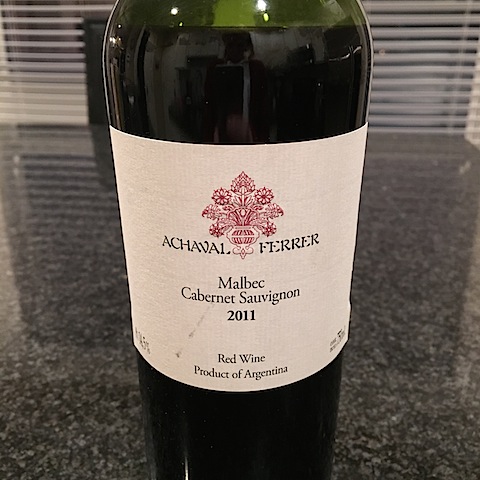 ACHAVAL FERRER
Malbec
Cabernet Sauvignon
2011
Red Wine
Product of Argentina